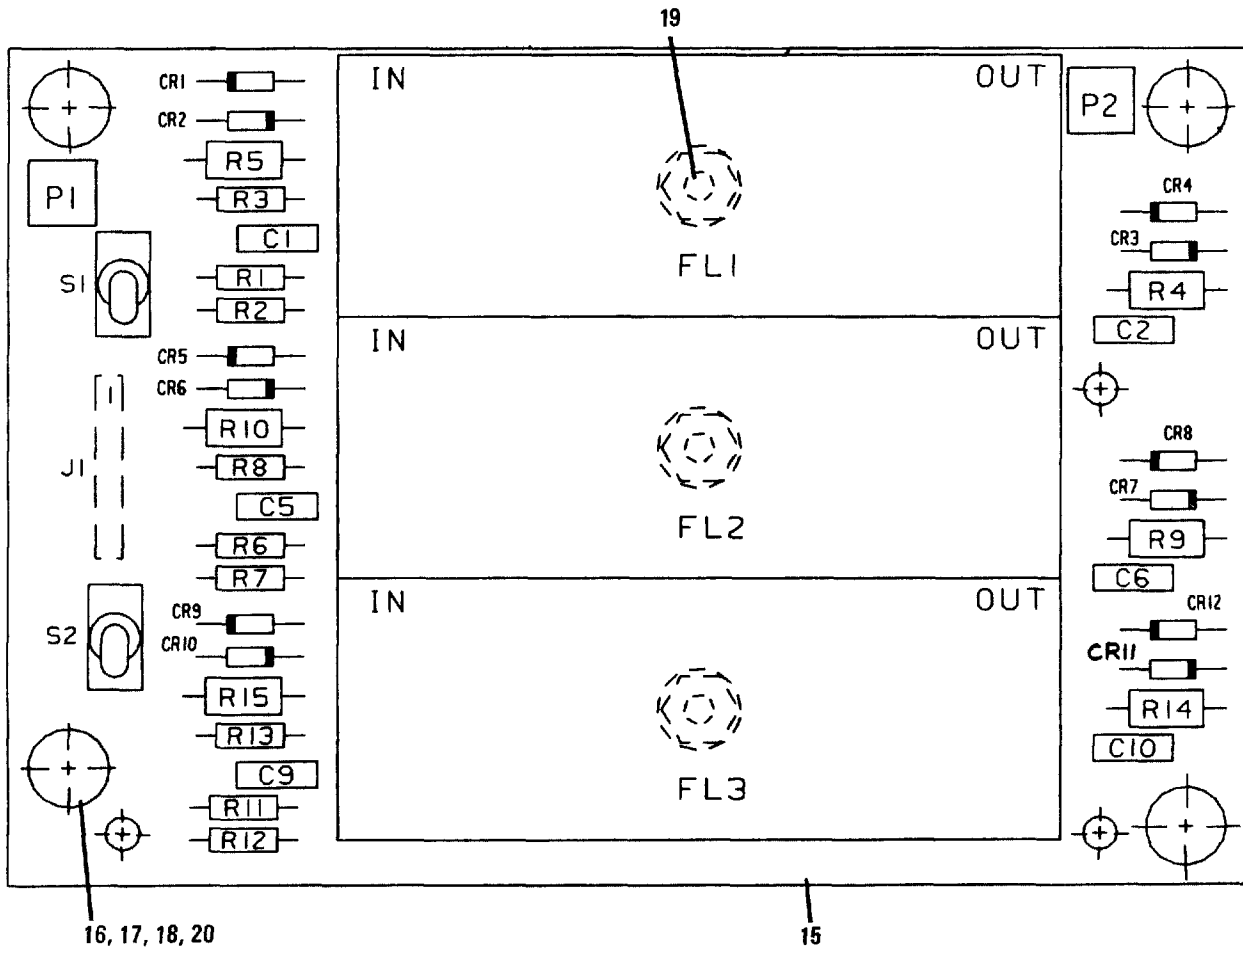 19
CR1
IN
OUT
P2
CR2
R5
P1
R3
CR4
C1
CR3
FL1
S1
R1
R4
R2
C2
IN
OUT
CR5
CR6
1
R10
CR8
J1
R8
CR7
C5
FL2
R6
R9
R7
C6
IN
OUT
CR9
CR12
S2
CR10
CR11
R15
R14
R13
C10
C9
FL3
R11
R12
16, 17, 18, 20
15